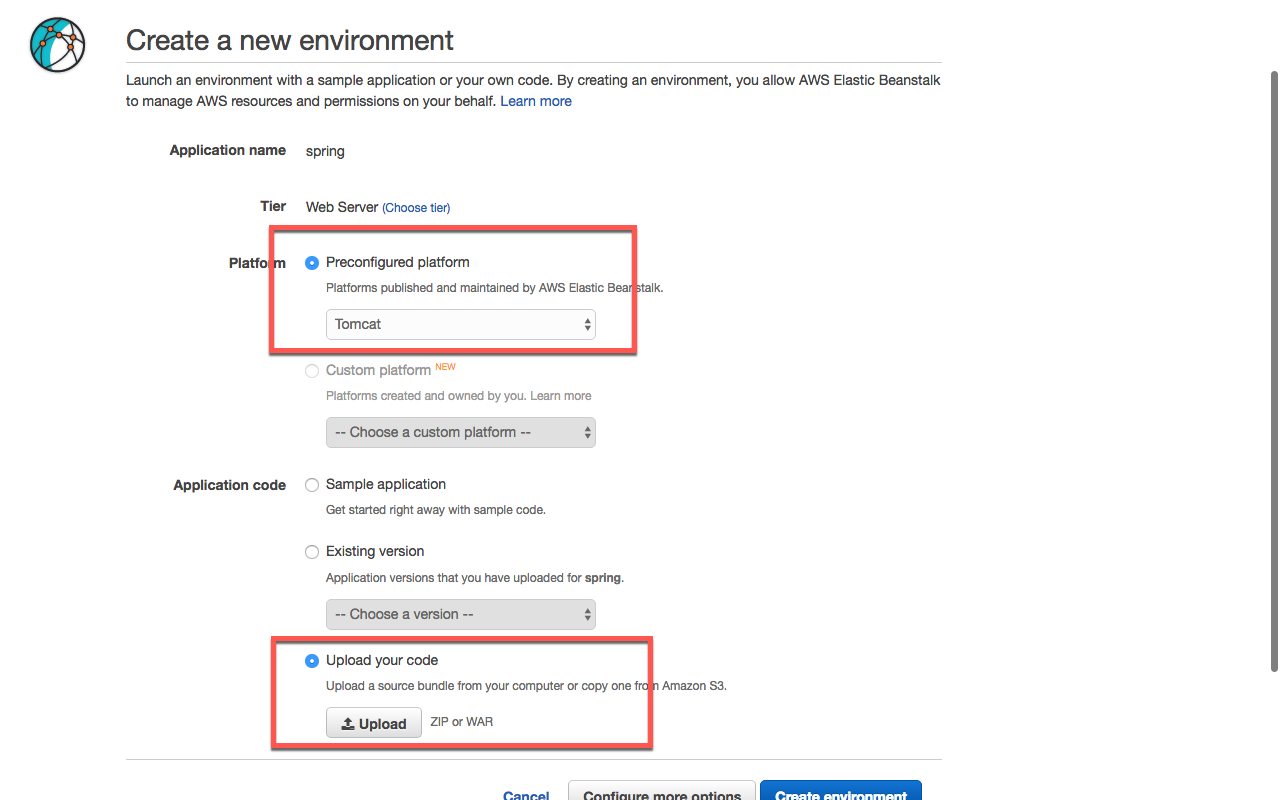 Create a new environment
Launch an environment with a sample application or your own code. By creating an environment, you allow AWS Elastic Beanstalk
to manage AWS resources and permissions on your behalf. Learn more
Application name spring
Tier Web Server (Choose tier)
Platform Preconfigured platform
Platforms published and maintained by AWS Elastic Beanstalk.
Tomcat
Custom platform NEW
Platforms created and owned by you. Learn more
-- Choose a custom platform --
Application code Sample application
Get started right away with sample code.
Existing version
Application versions that you have uploaded for spring.
-- Choose a version --
Upload your code
Upload a source bundle from your computer or copy one from Amazon S3.
Upload ZIP or WAR
Cancel Configure more options Create environment